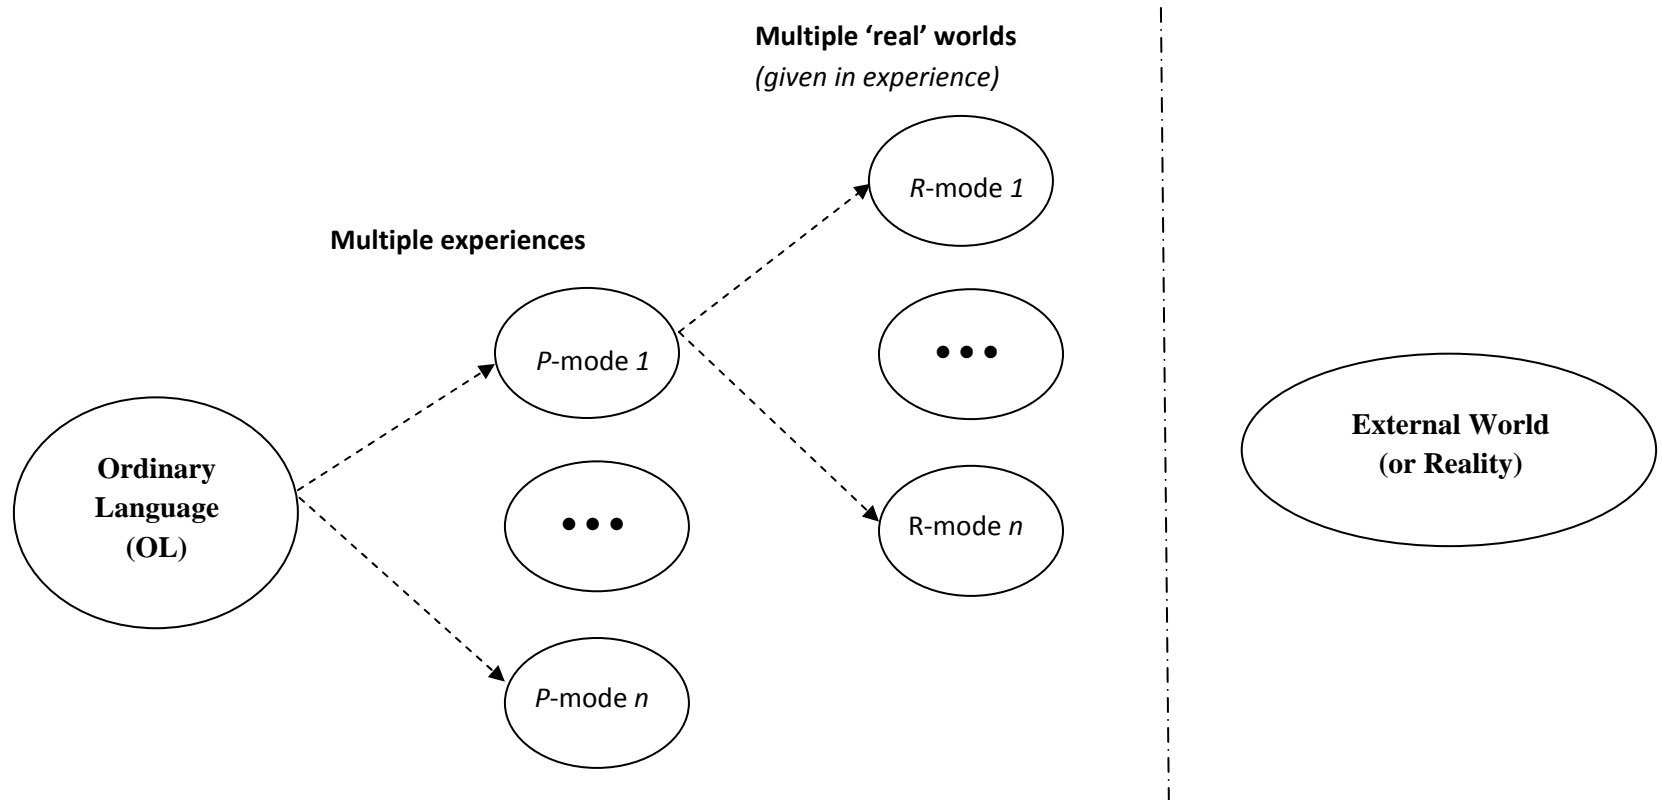 Multiple ‘real’ worlds
(given in experience)
R-mode 1
Multiple experiences
P-mode 1
•••
R-mode n
Ordinary
Language
(OL)
•••
P-mode n
External World
(or Reality)